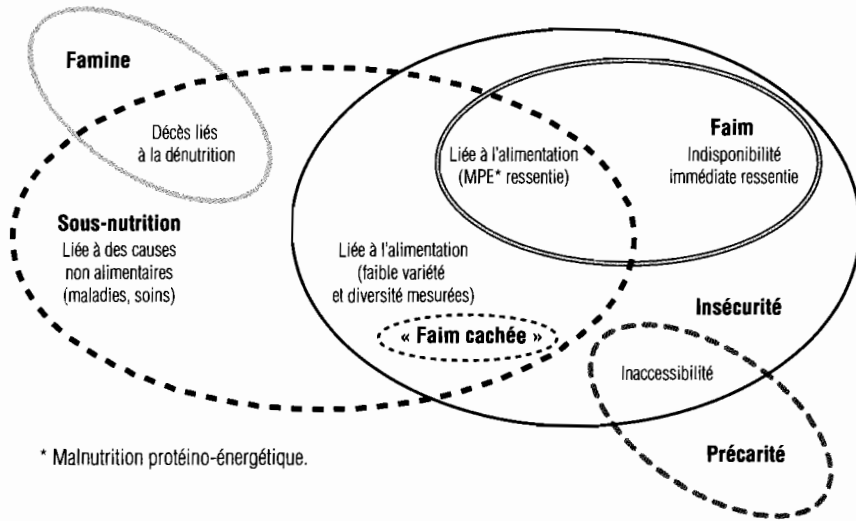 Famine
Décès liés
à la dénutrition
Faim
Indisponibilité
immédiate ressentie
Liée à l'alimentation
(MPE* ressentie)
Sous-nutrition
Liée à des causes
non alimentaires
(maladies, soins)
Liée à l'alimentation
(faible variété
et diversité mesurées)
« Faim cachée »
Insécurité
Inaccessibilité
Précarité
* Malnutrition protéino-énergétique.